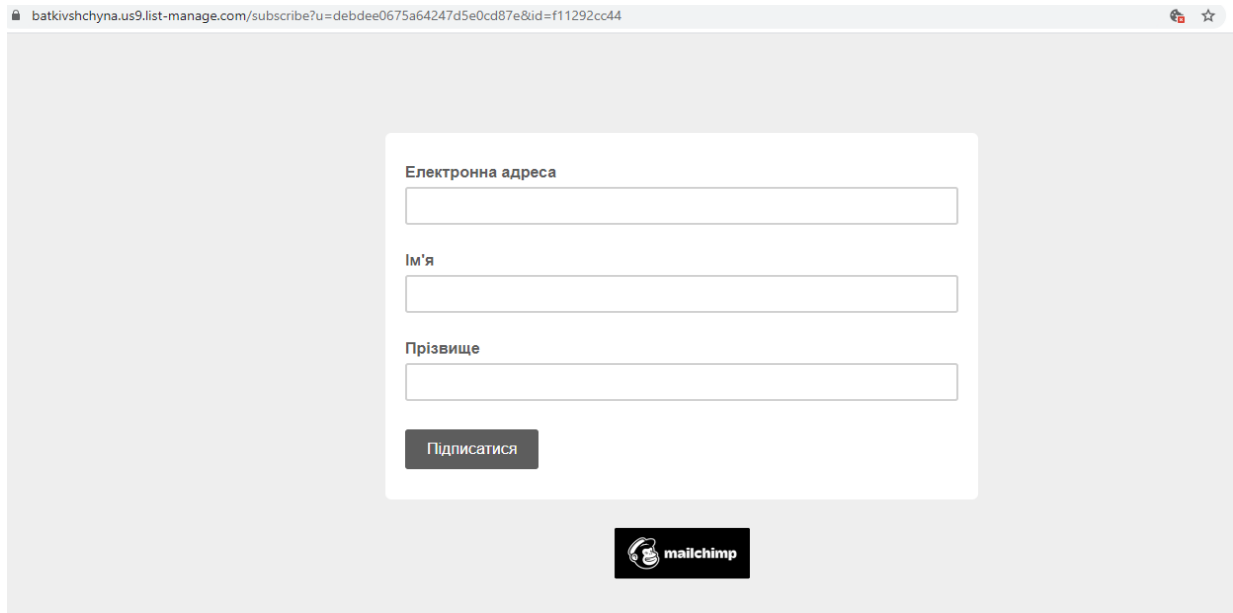 batkivshchyna.us9.list-manage.com/subscribe?u=debdee0675a64247d5e0cd87e&id=f11292cc44
Електронна адреса
Ім'я
Прізвище
Підписатися
mailchimp